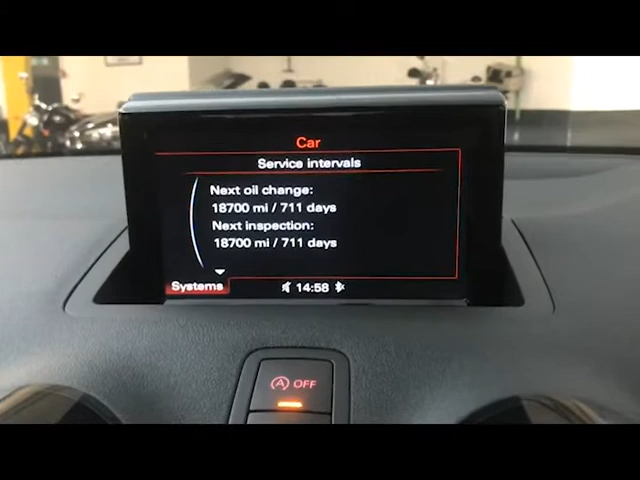 Car
Service intervals
Next oil change:
18700 mi / 711 days
Next inspection:
18700 mi / 711 days
Systems
14:58
A OFF